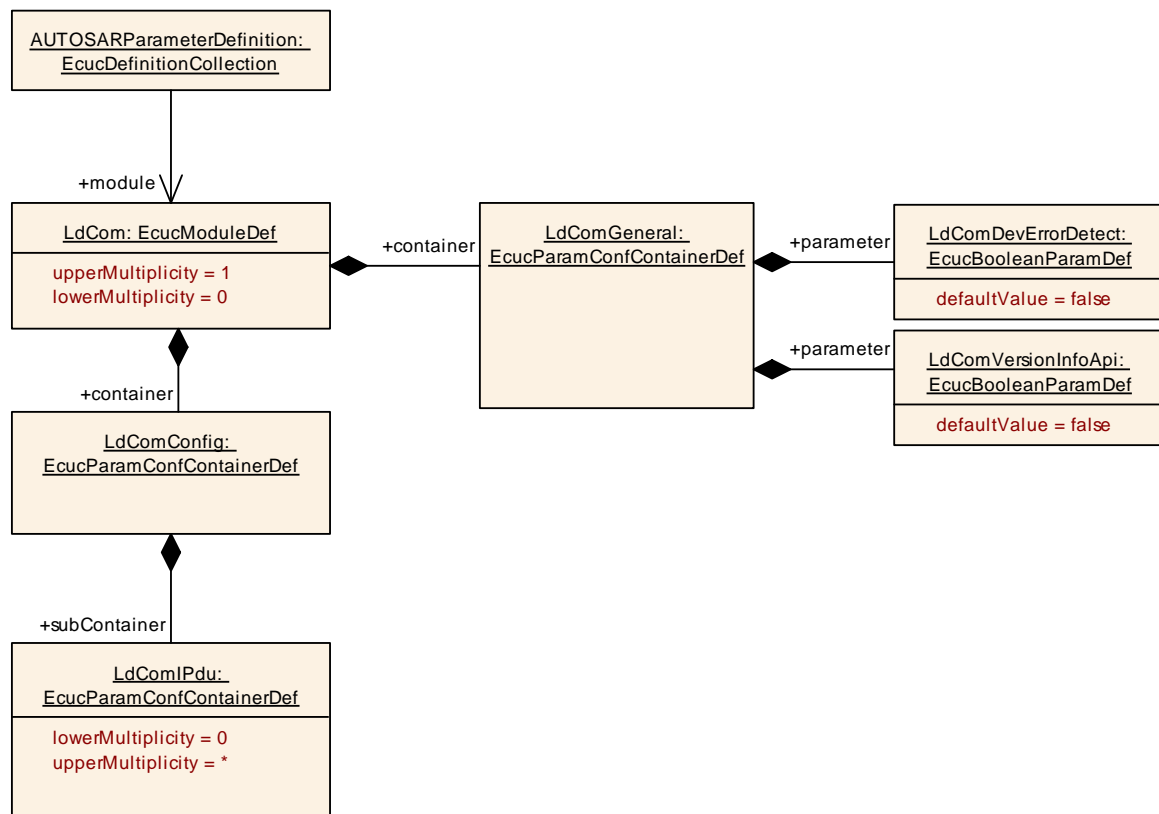 AUTOSARParameterDefinition:
EcucDefinitionCollection
+module
LdCom: EcucModuleDef
upperMultiplicity = 1
lowerMultiplicity = 0
+container
LdComGeneral:
EcucParamConfContainerDef
+parameter
LdComDevErrorDetect:
EcucBooleanParamDef
defaultValue = false
+parameter
LdComVersionInfoApi:
EcucBooleanParamDef
defaultValue = false
+container
LdComConfig:
EcucParamConfContainerDef
+subContainer
LdComIPdu:
EcucParamConfContainerDef
lowerMultiplicity = 0
upperMultiplicity = *